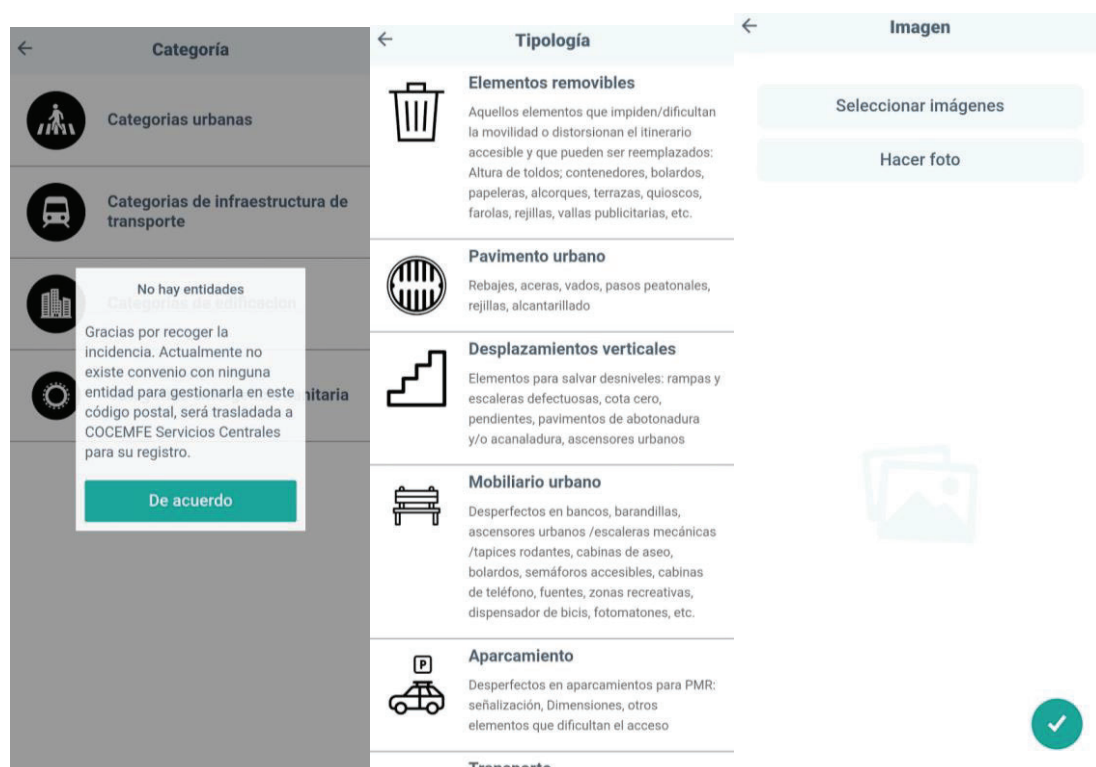 Categoría
Categorias urbanas
Categorias de infraestructura de
transporte
Categorias de edificación
nitaria
No hay entidades
Gracias por recoger la
incidencia. Actualmente no
existe convenio con ninguna
entidad para gestionarla en este
código postal, será trasladada a
COCEMFE Servicios Centrales
para su registro.
De acuerdo
Tipología
Elementos removibles
Aquellos elementos que impiden/dificultan
la movilidad o distorsionan el itinerario
accesible y que pueden ser reemplazados:
Altura de toldos; contenedores, bolardos,
papeleras, alcorques, terrazas, quioscos,
farolas, rejillas, vallas publicitarias, etc.
Pavimento urbano
Rebajes, aceras, vados, pasos peatonales,
rejillas, alcantarillado
Desplazamientos verticales
Elementos para salvar desniveles: rampas y
escaleras defectuosas, cota cero,
pendientes, pavimentos de abotonadura
y/o acanaladura, ascensores urbanos
Mobiliario urbano
Desperfectos en bancos, barandillas,
ascensores urbanos /escaleras mecánicas
/tapices rodantes, cabinas de aseo,
bolardos, semáforos accesibles, cabinas
de teléfono, fuentes, zonas recreativas,
dispensador de bicis, fotomatones, etc.
P
Aparcamiento
Desperfectos en aparcamientos para PMR:
señalización, Dimensiones, otros
elementos que dificultan el acceso
Transporte
Imagen
Seleccionar imágenes
Hacer foto